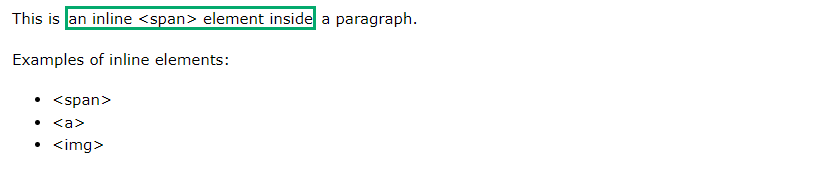 This is an inline <span> element inside a paragraph.
Examples of inline elements:
• <span>
• <a>
• <img>